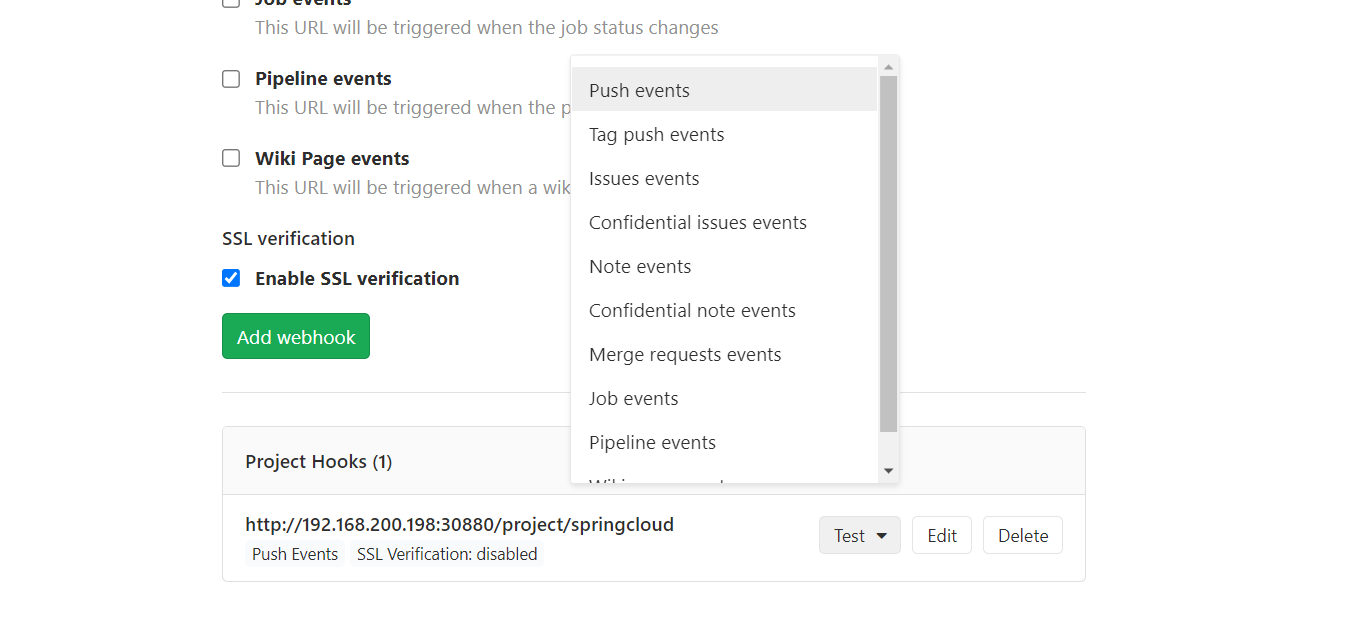 Job events
This URL will be triggered when the job status changes
Pipeline events
This URL will be triggered when the p
Wiki Page events
This URL will be triggered when a wik
SSL verification
Enable SSL verification
Add webhook
Push events
Tag push events
Issues events
Confidential issues events
Note events
Confidential note events
Merge requests events
Job events
Pipeline events
Project Hooks (1)
http://192.168.200.198:30880/project/springcloud
Push Events SSL Verification: disabled
Test Edit Delete